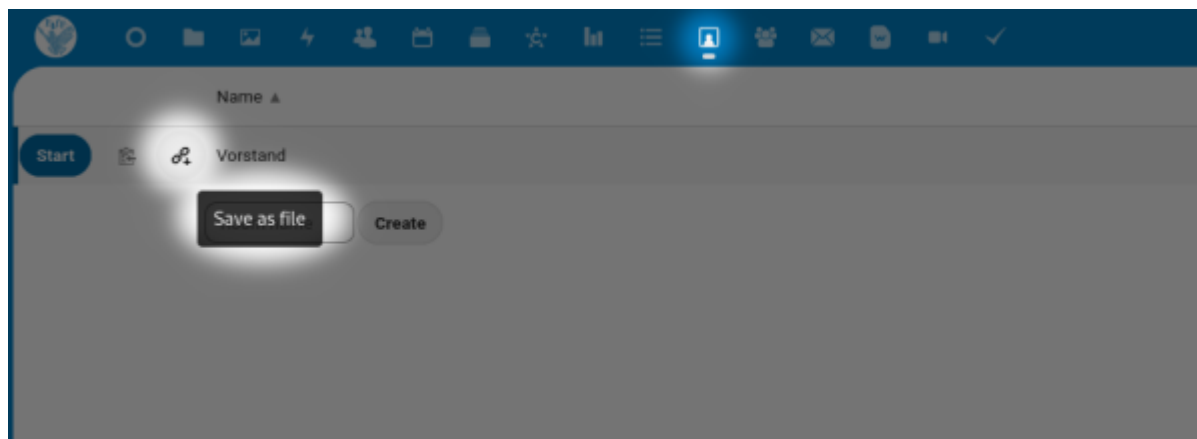 Name ▲
Start
Vorstand
Save as file
Create